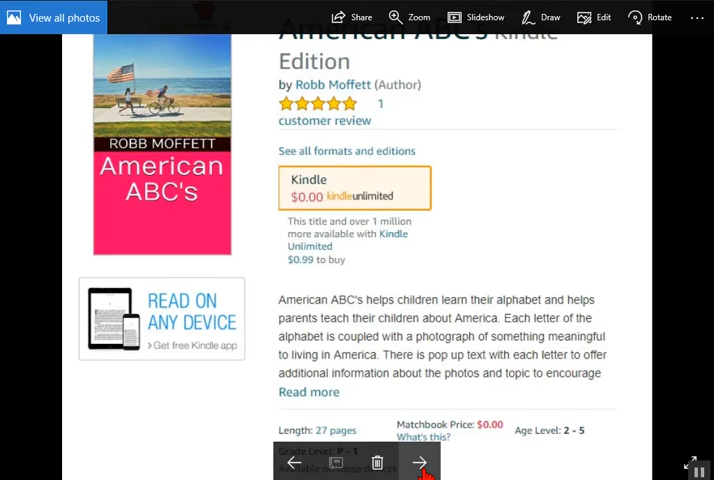 View all photos
Share
Zoom
Slideshow
Draw
Edit
Rotate
American ABC's Kindle
Edition
by Robb Moffett (Author)
1
customer review
See all formats and editions
Kindle
$0.00 kindleunlimited
This title and over 1 million
more available with Kindle
Unlimited
$0.99 to buy
ROBB MOFFETT
American
ABC's
READ ON
ANY DEVICE
› Get free Kindle app
American ABC's helps children learn their alphabet and helps
parents teach their children about America. Each letter of the
alphabet is coupled with a photograph of something meaningful
to living in America. There is pop up text with each letter to offer
additional information about the photos and topic to encourage
Read more
Length: 27 pages
Matchbook Price: $0.00
What's this?
Age Level: 2 - 5
Grade Level: P - 1